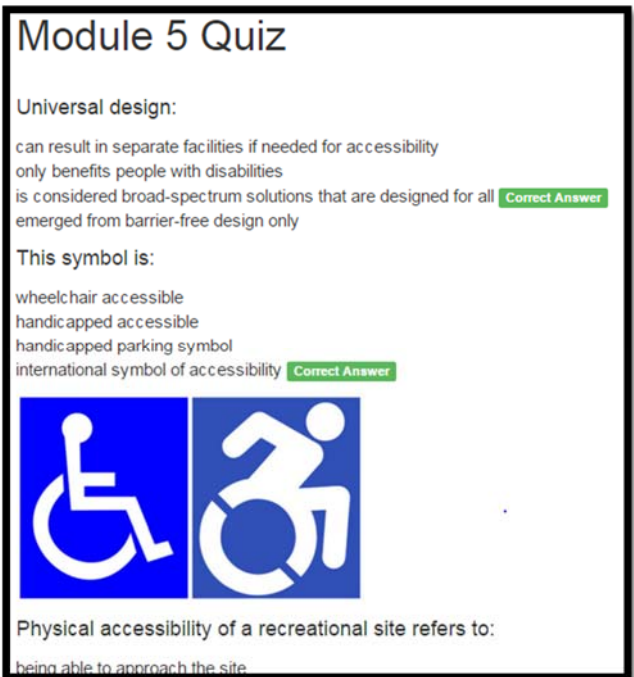 Module 5 Quiz
Universal design:
can result in separate facilities if needed for accessibility
only benefits people with disabilities
is considered broad-spectrum solutions that are designed for all Correct Answer
emerged from barrier-free design only
This symbol is:
wheelchair accessible
handicapped accessible
handicapped parking symbol
international symbol of accessibility Correct Answer
Physical accessibility of a recreational site refers to:
being able to approach the site